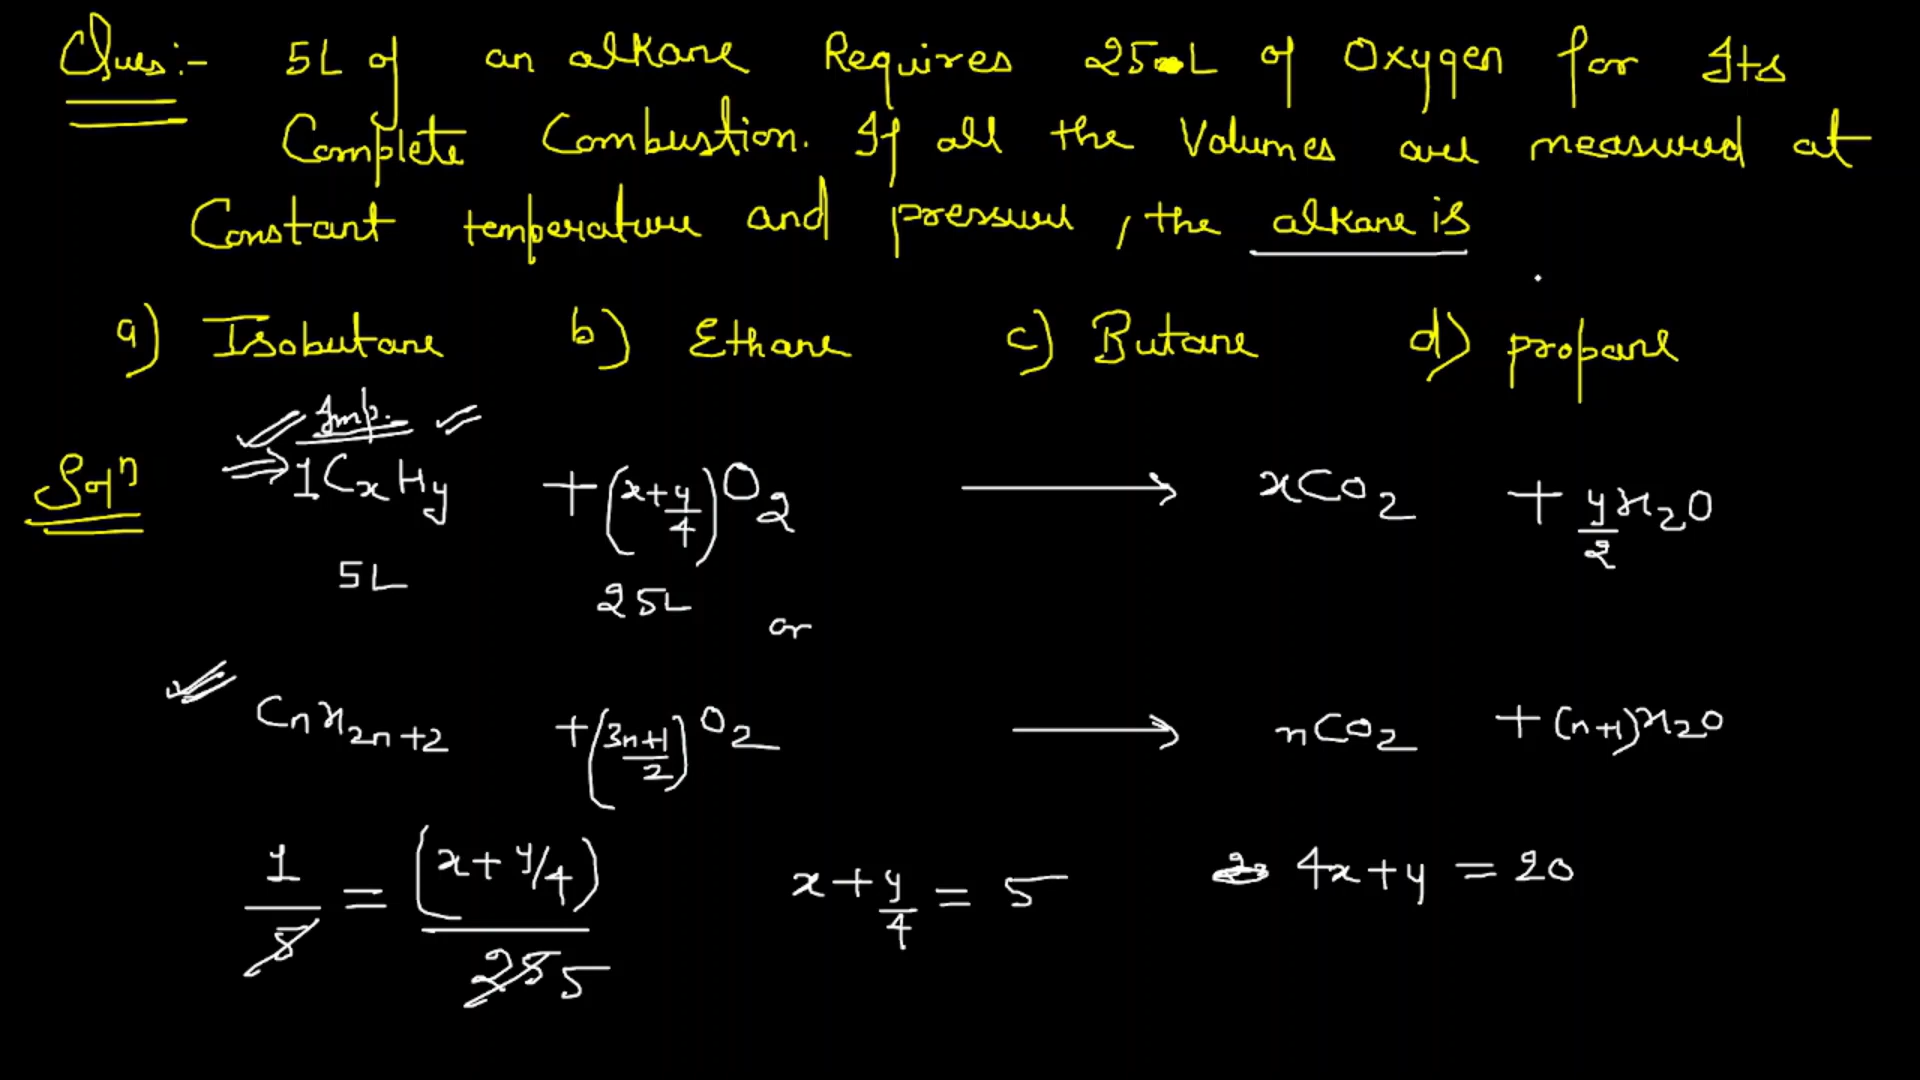 Ques:- 5L of an alkane Requires 25L of Oxygen for Its
Complete Combustion. If all the Volumes are measured at
Constant temperature and pressure, the alkane is
a) Isobutane b) Ethane c) Butane d) propane
Imp.
Solⁿ ⇒ 1CxHy + (x+y/4) O2 → xCO2 + y/2 H2O
5L 25L
or
CnH2n+2 + (3n+1/2) O2 → nCO2 + (n+1)H2O
1/5 = (x+y/4)/25 5 x+y/4 = 5 4x+y = 20